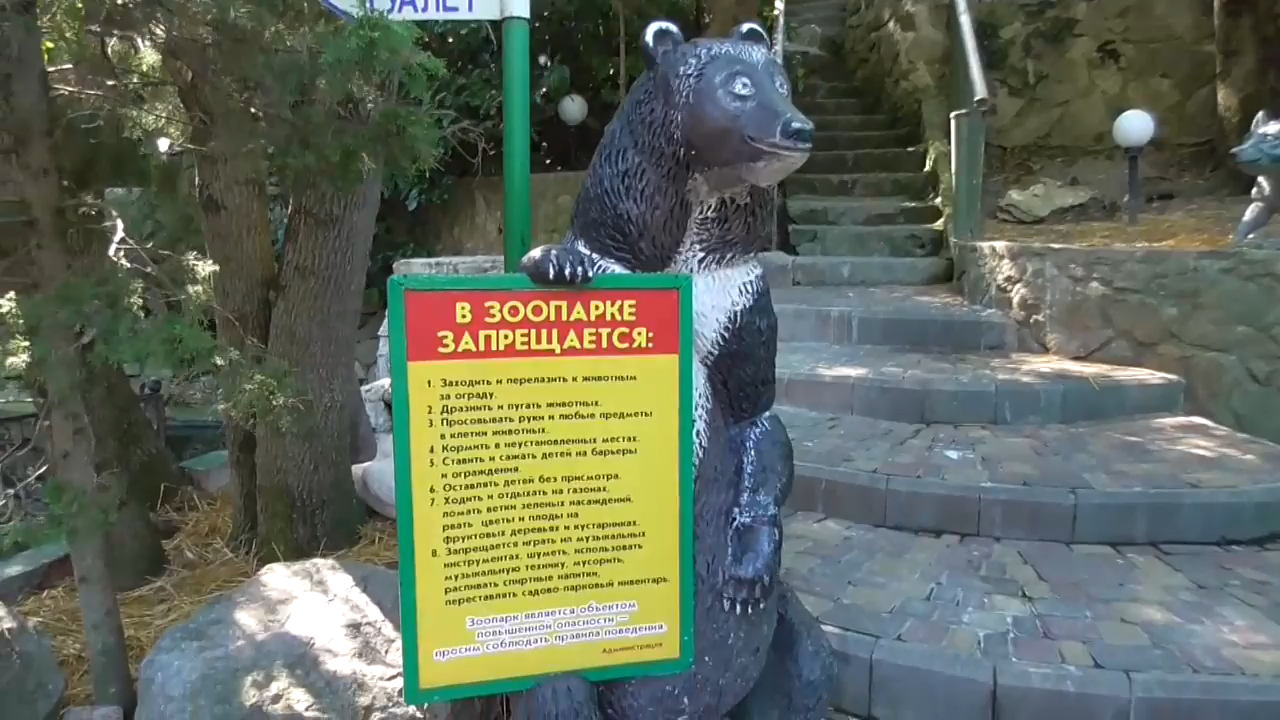 ТУАЛЕТ
В ЗООПАРКЕ
ЗАПРЕЩАЕТСЯ:
1. Заходить и перелазить к животным
за ограду.
2. Дразнить и пугать животных.
3. Просовывать руки и любые предметы
в клетки животных.
4. Кормить в неустановленных местах.
5. Ставить и сажать детей на барьеры
и ограждения.
6. Оставлять детей без присмотра.
7. Ходить и отдыхать на газонах,
ломать ветки зеленых насаждений,
рвать цветы и плоды на
фруктовых деревьях и кустарниках.
8. Запрещается играть на музыкальных
инструментах, шуметь, использовать
музыкальную технику, мусорить,
распивать спиртные напитки,
переставлять садово-парковый инвентарь.
Зоопарк является объектом
повышенной опасности —
просим соблюдать правила поведения.
Администрация